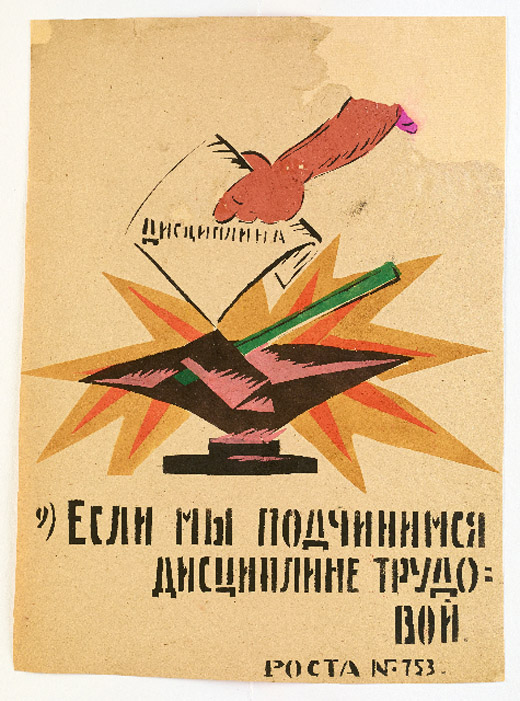 ДИСЦИПЛИНА
9) Если мы подчинимся
дисциплине трудо=
вой.
РОСТА №753.